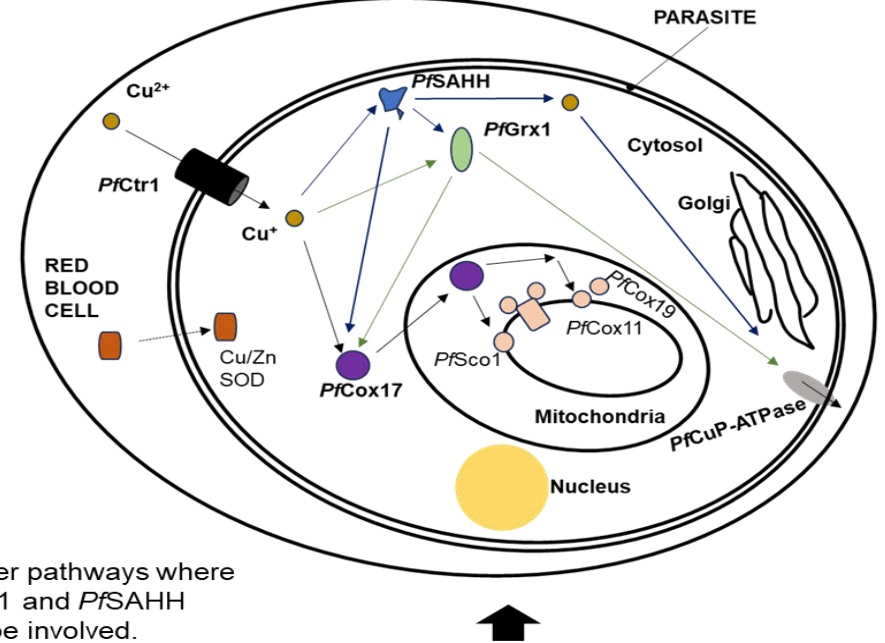 PARASITE
Cu²⁺
PfSAHH
PfGrx1
Cytosol
PfCtr1
Golgi
Cu⁺
RED
BLOOD
CELL
PfCox19
PfCox11
Cu/Zn
SOD
PfSco1
PfCox17
Mitochondria
PfCuP-ATPase
Nucleus
er pathways where
1 and PfSAHH
be involved.